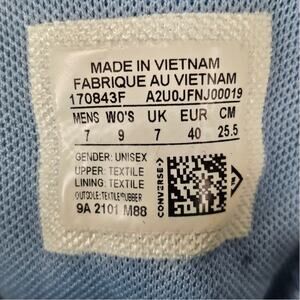 MADE IN VIETNAM
FABRIQUE AU VIETNAM
170843F A2U0JFNJ00019
MENS WO'S UK EUR CM
7 9 7 40 25.5
GENDER: UNISEX
UPPER: TEXTILE
LINING: TEXTILE
OUTSOLE: TEXTILE/RUBBER
9A 2101 M88
CONVERSE